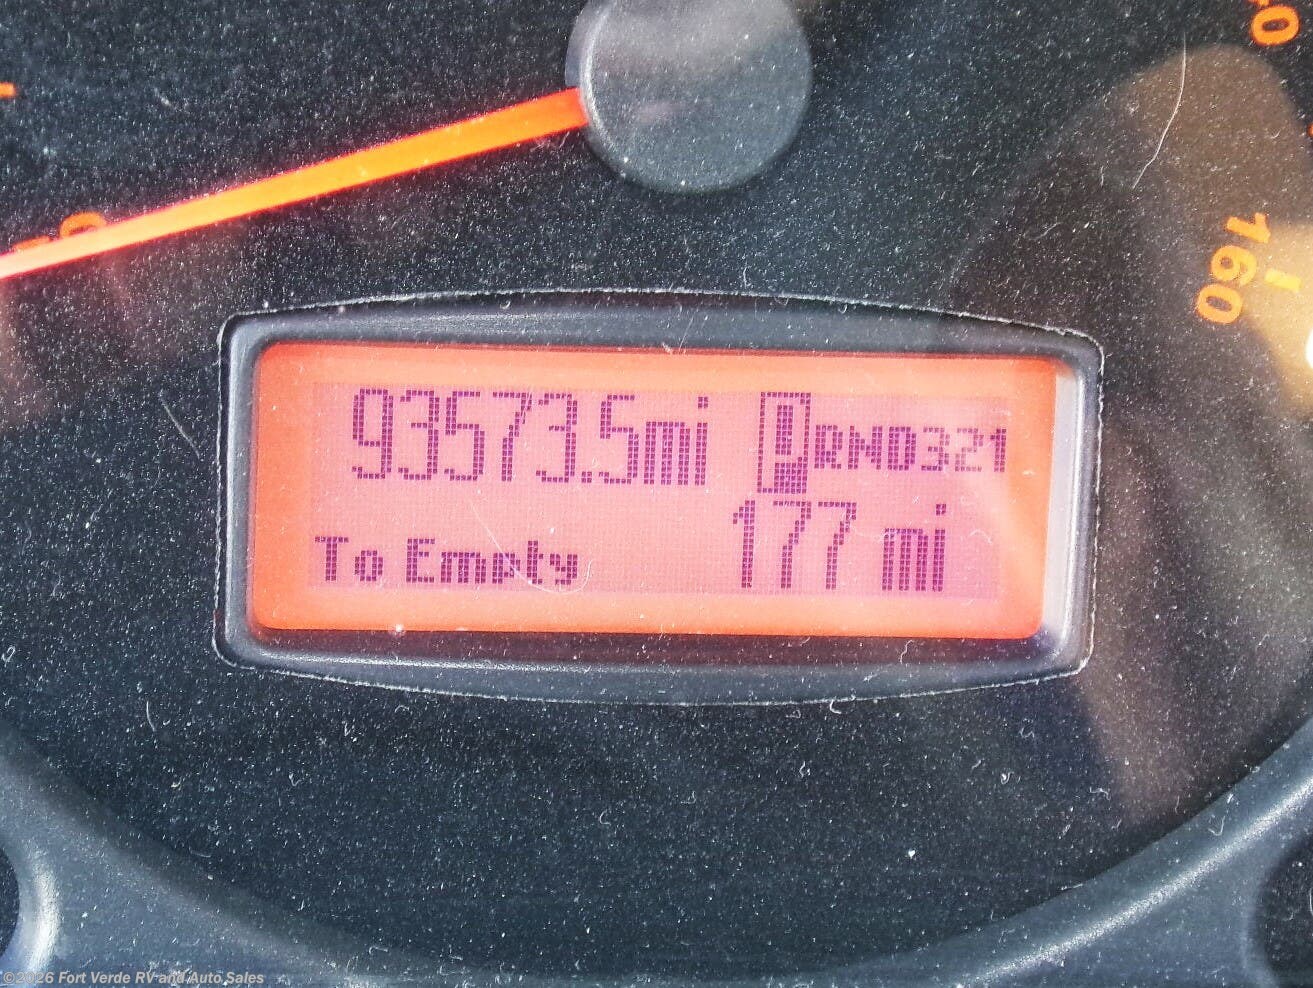 93573.5mi PRND321
To Empty 177 mi
160
©2026 Fort Verde RV and Auto Sales